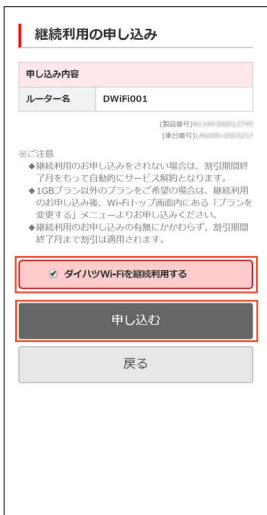 継続利用の申し込み
申し込み内容
ルーター名 DWiFi001
(製品番号)
(車台番号)
※ご注意
◆継続利用のお申し込みをされない場合は、割引期間終
了月をもって自動的にサービス解約となります。
◆1GBプラン以外のプランをご希望の場合は、継続利用
のお申し込み後、Wi-Fiトップ画面内にある「プランを
変更する」メニューよりお申し込みください。
◆継続利用のお申し込みの有無にかかわらず、割引期間
終了月まで割引は適用されます。
ダイハツWi-Fiを継続利用する
申し込む
戻る